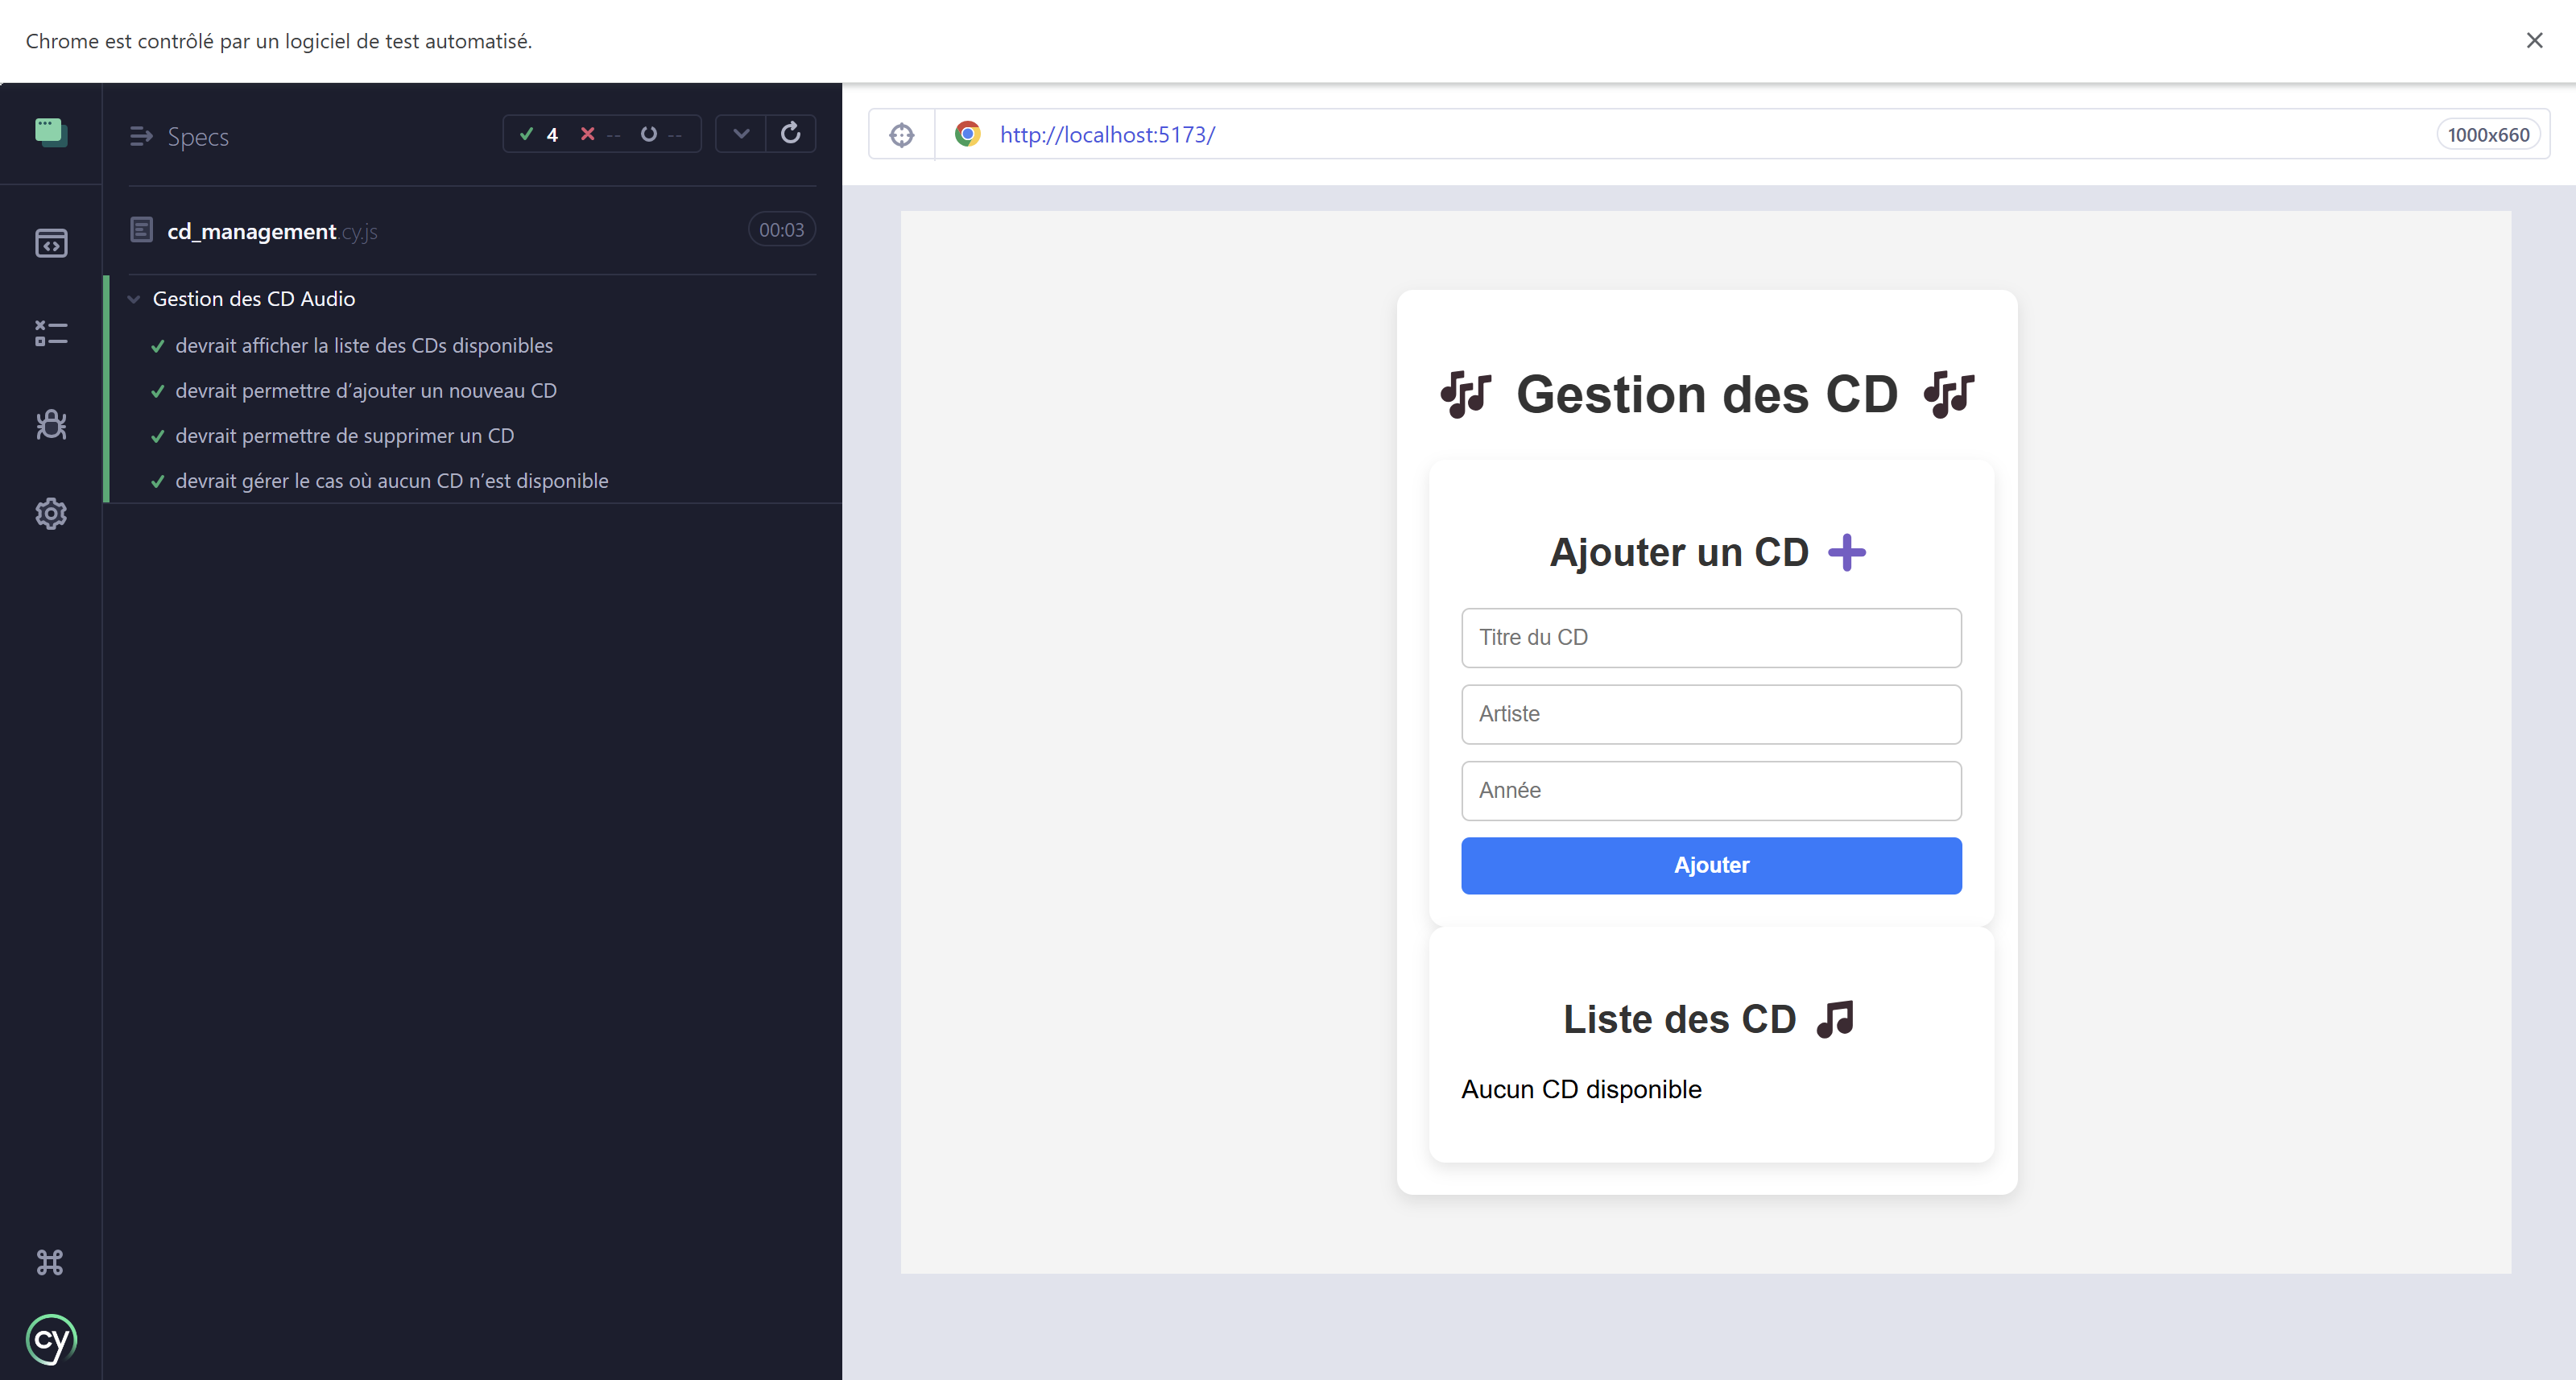 Chrome est contrôlé par un logiciel de test automatisé.
Specs
4 -- --
cd_management.cy.js
00:03
Gestion des CD Audio
devrait afficher la liste des CDs disponibles
devrait permettre d’ajouter un nouveau CD
devrait permettre de supprimer un CD
devrait gérer le cas où aucun CD n’est disponible
cy
http://localhost:5173/
1000x660
Gestion des CD
Ajouter un CD
Titre du CD
Artiste
Année
Ajouter
Liste des CD
Aucun CD disponible